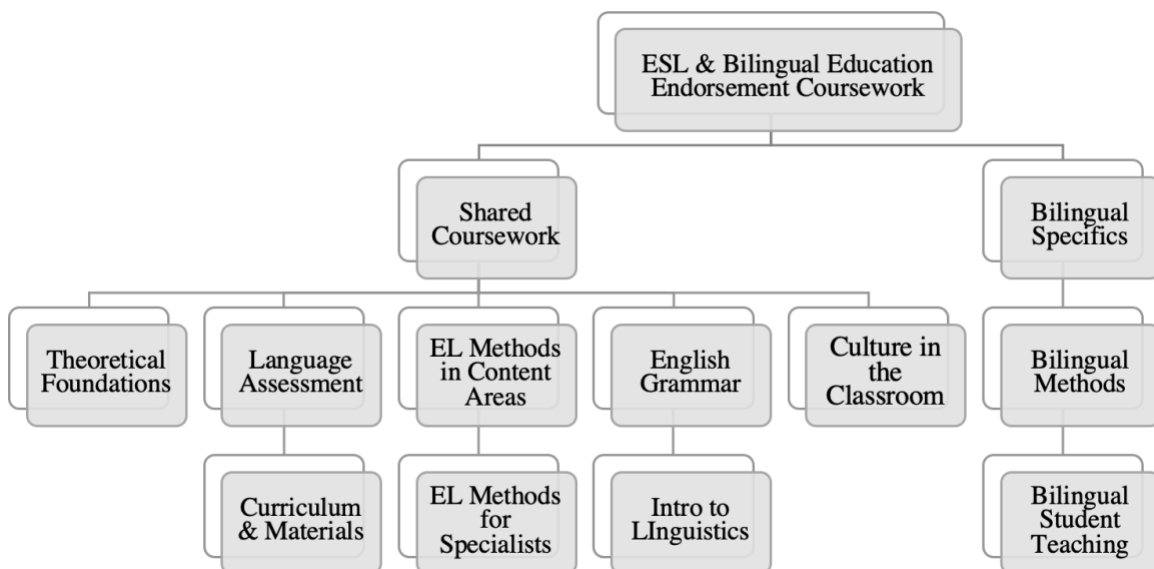 ESL & Bilingual Education
Endorsement Coursework
Shared
Coursework
Bilingual
Specifics
Theoretical
Foundations
Language
Assessment
EL Methods
in Content
Areas
English
Grammar
Culture in
the
Classroom
Bilingual
Methods
Curriculum
& Materials
EL Methods
for
Specialists
Intro to
LInguistics
Bilingual
Student
Teaching